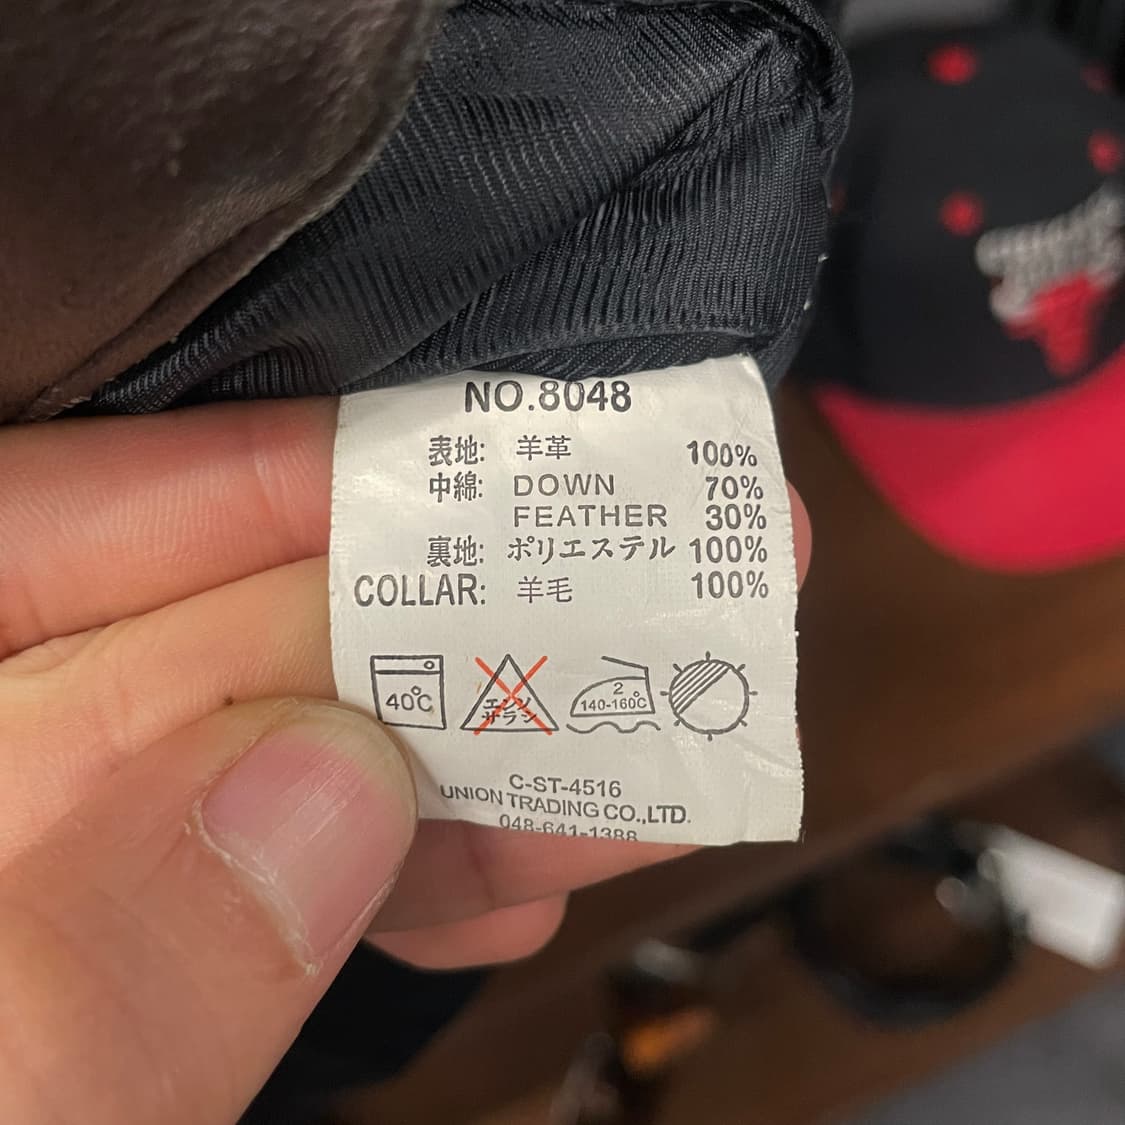 NO.8048
表地: 羊革 100%
中綿: DOWN 70%
FEATHER 30%
裏地: ポリエステル 100%
COLLAR: 羊毛 100%
40℃
エンソ
サラシ
2
140-160℃
C-ST-4516
UNION TRADING CO.,LTD.
048-641-1388